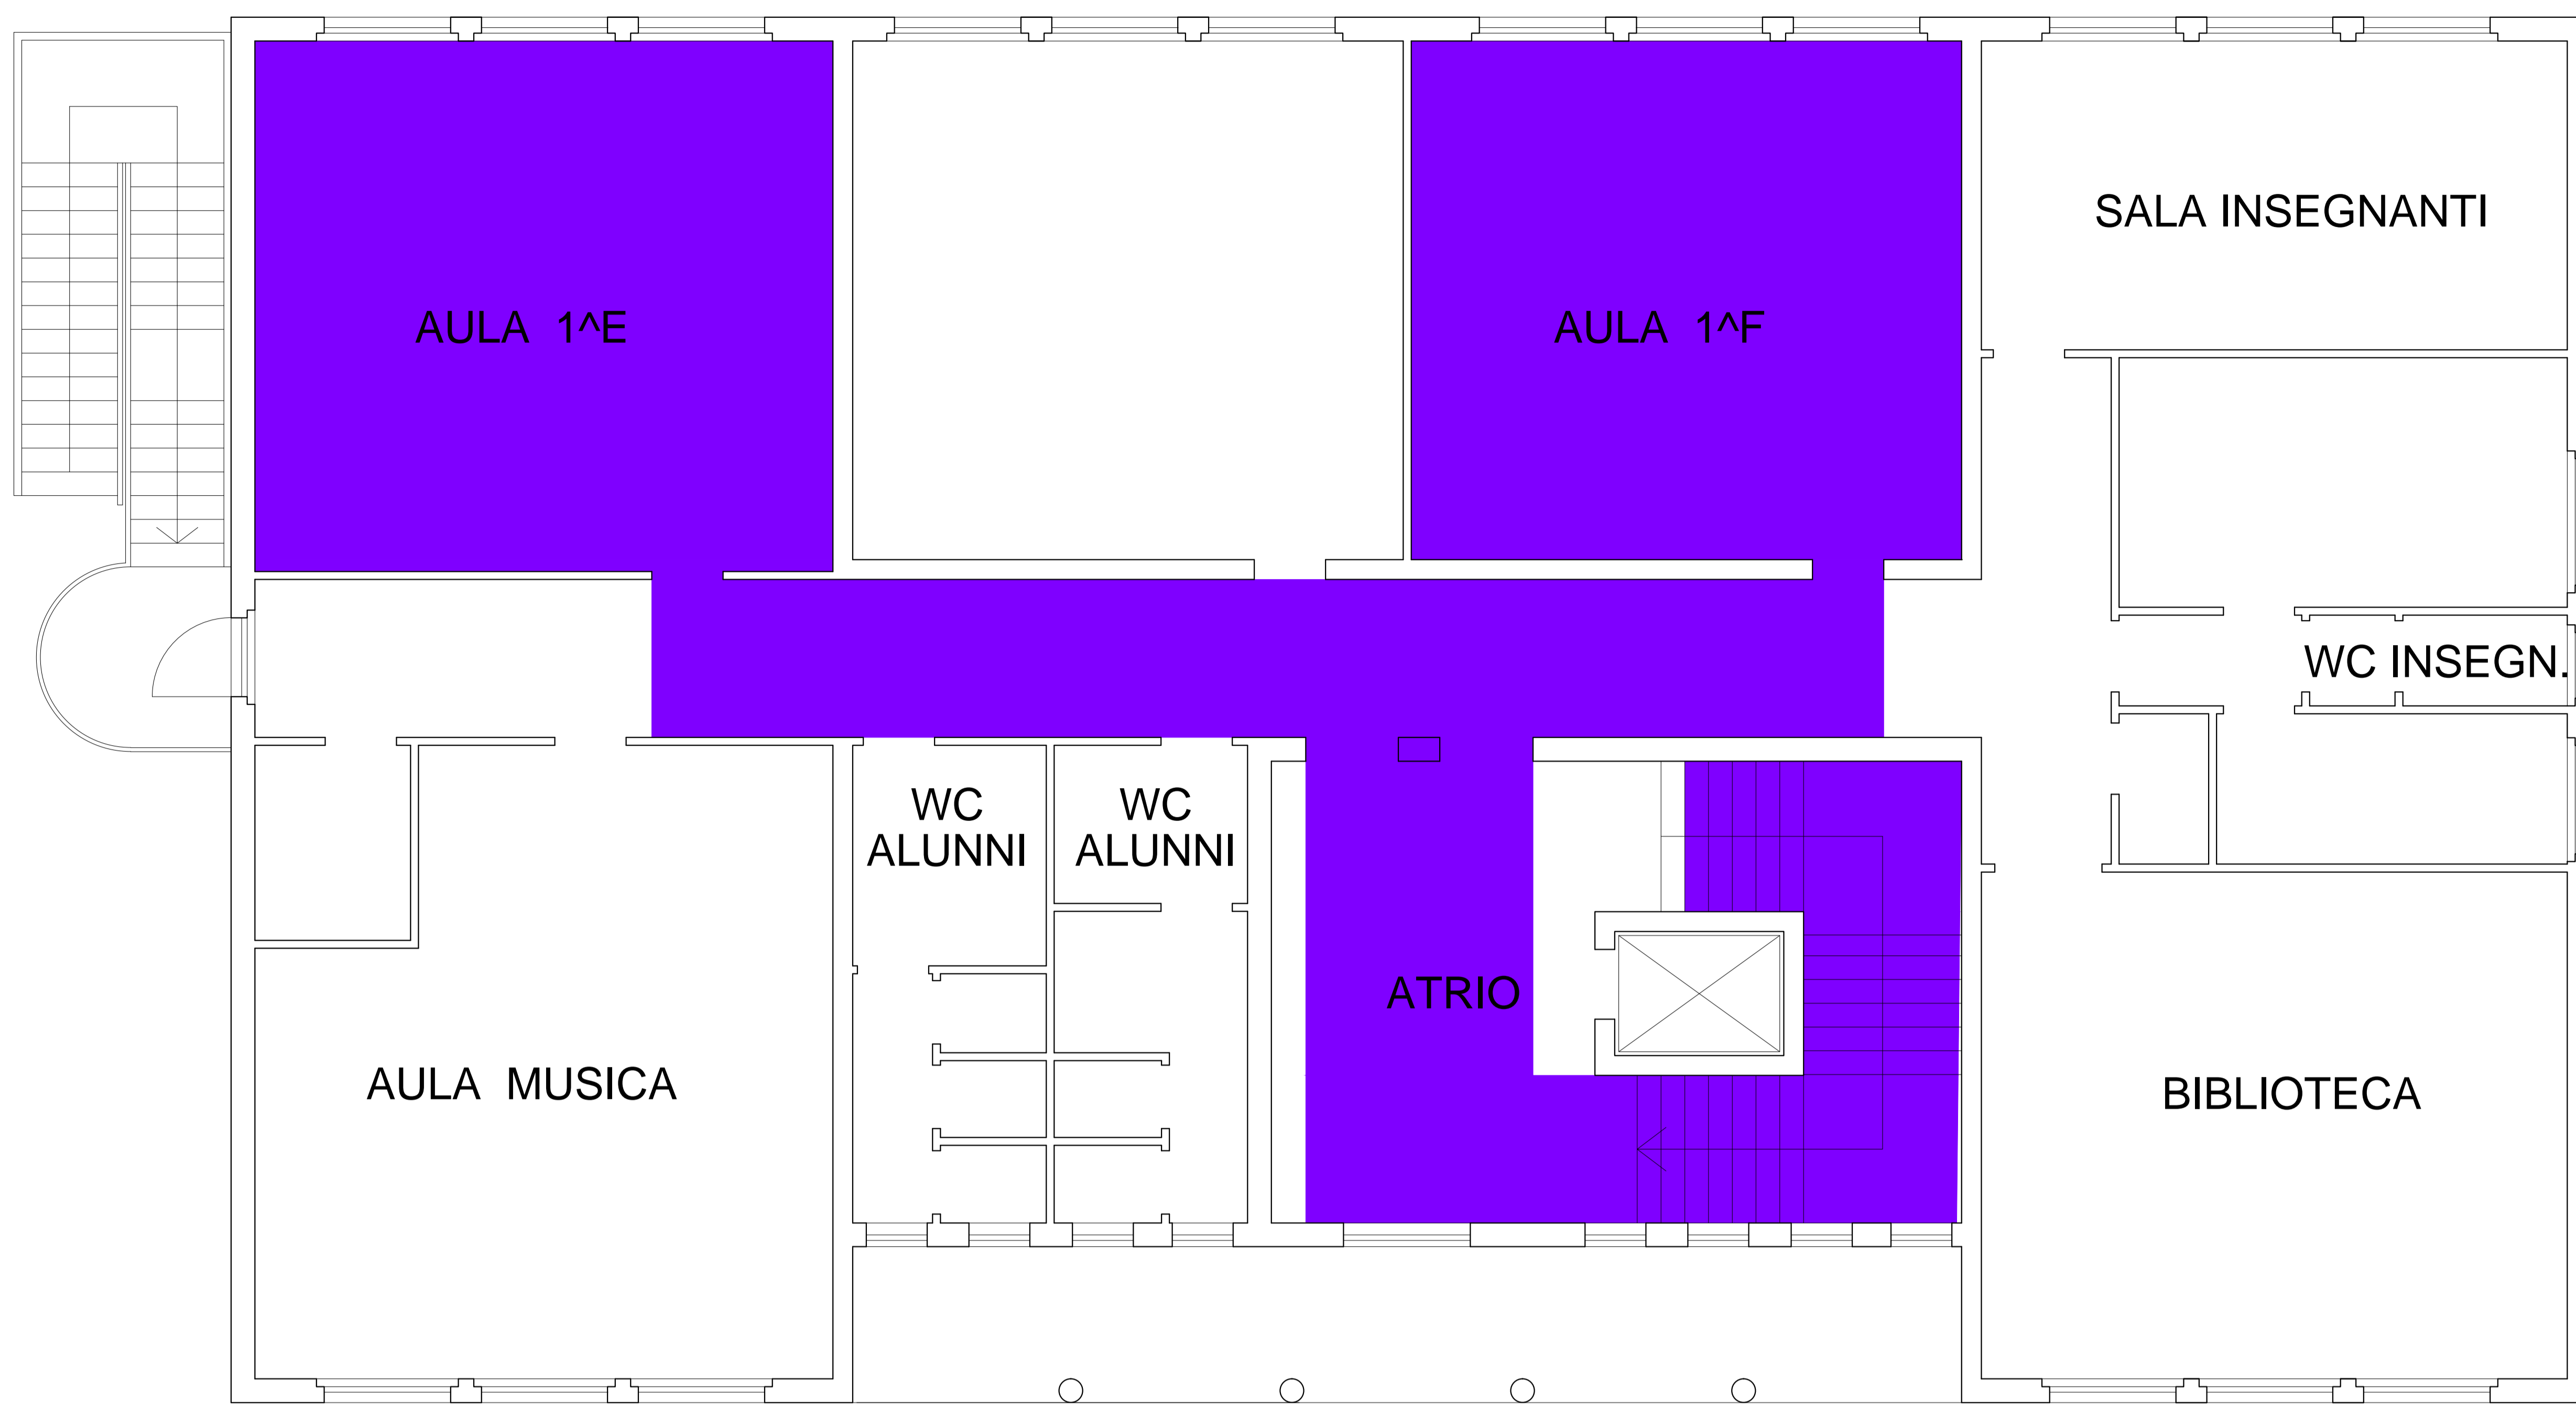 SALA INSEGNANTI
AULA 1^E
AULA 1^F
WC INSEGN.
WC
ALUNNI
WC
ALUNNI
ATRIO
AULA MUSICA
BIBLIOTECA